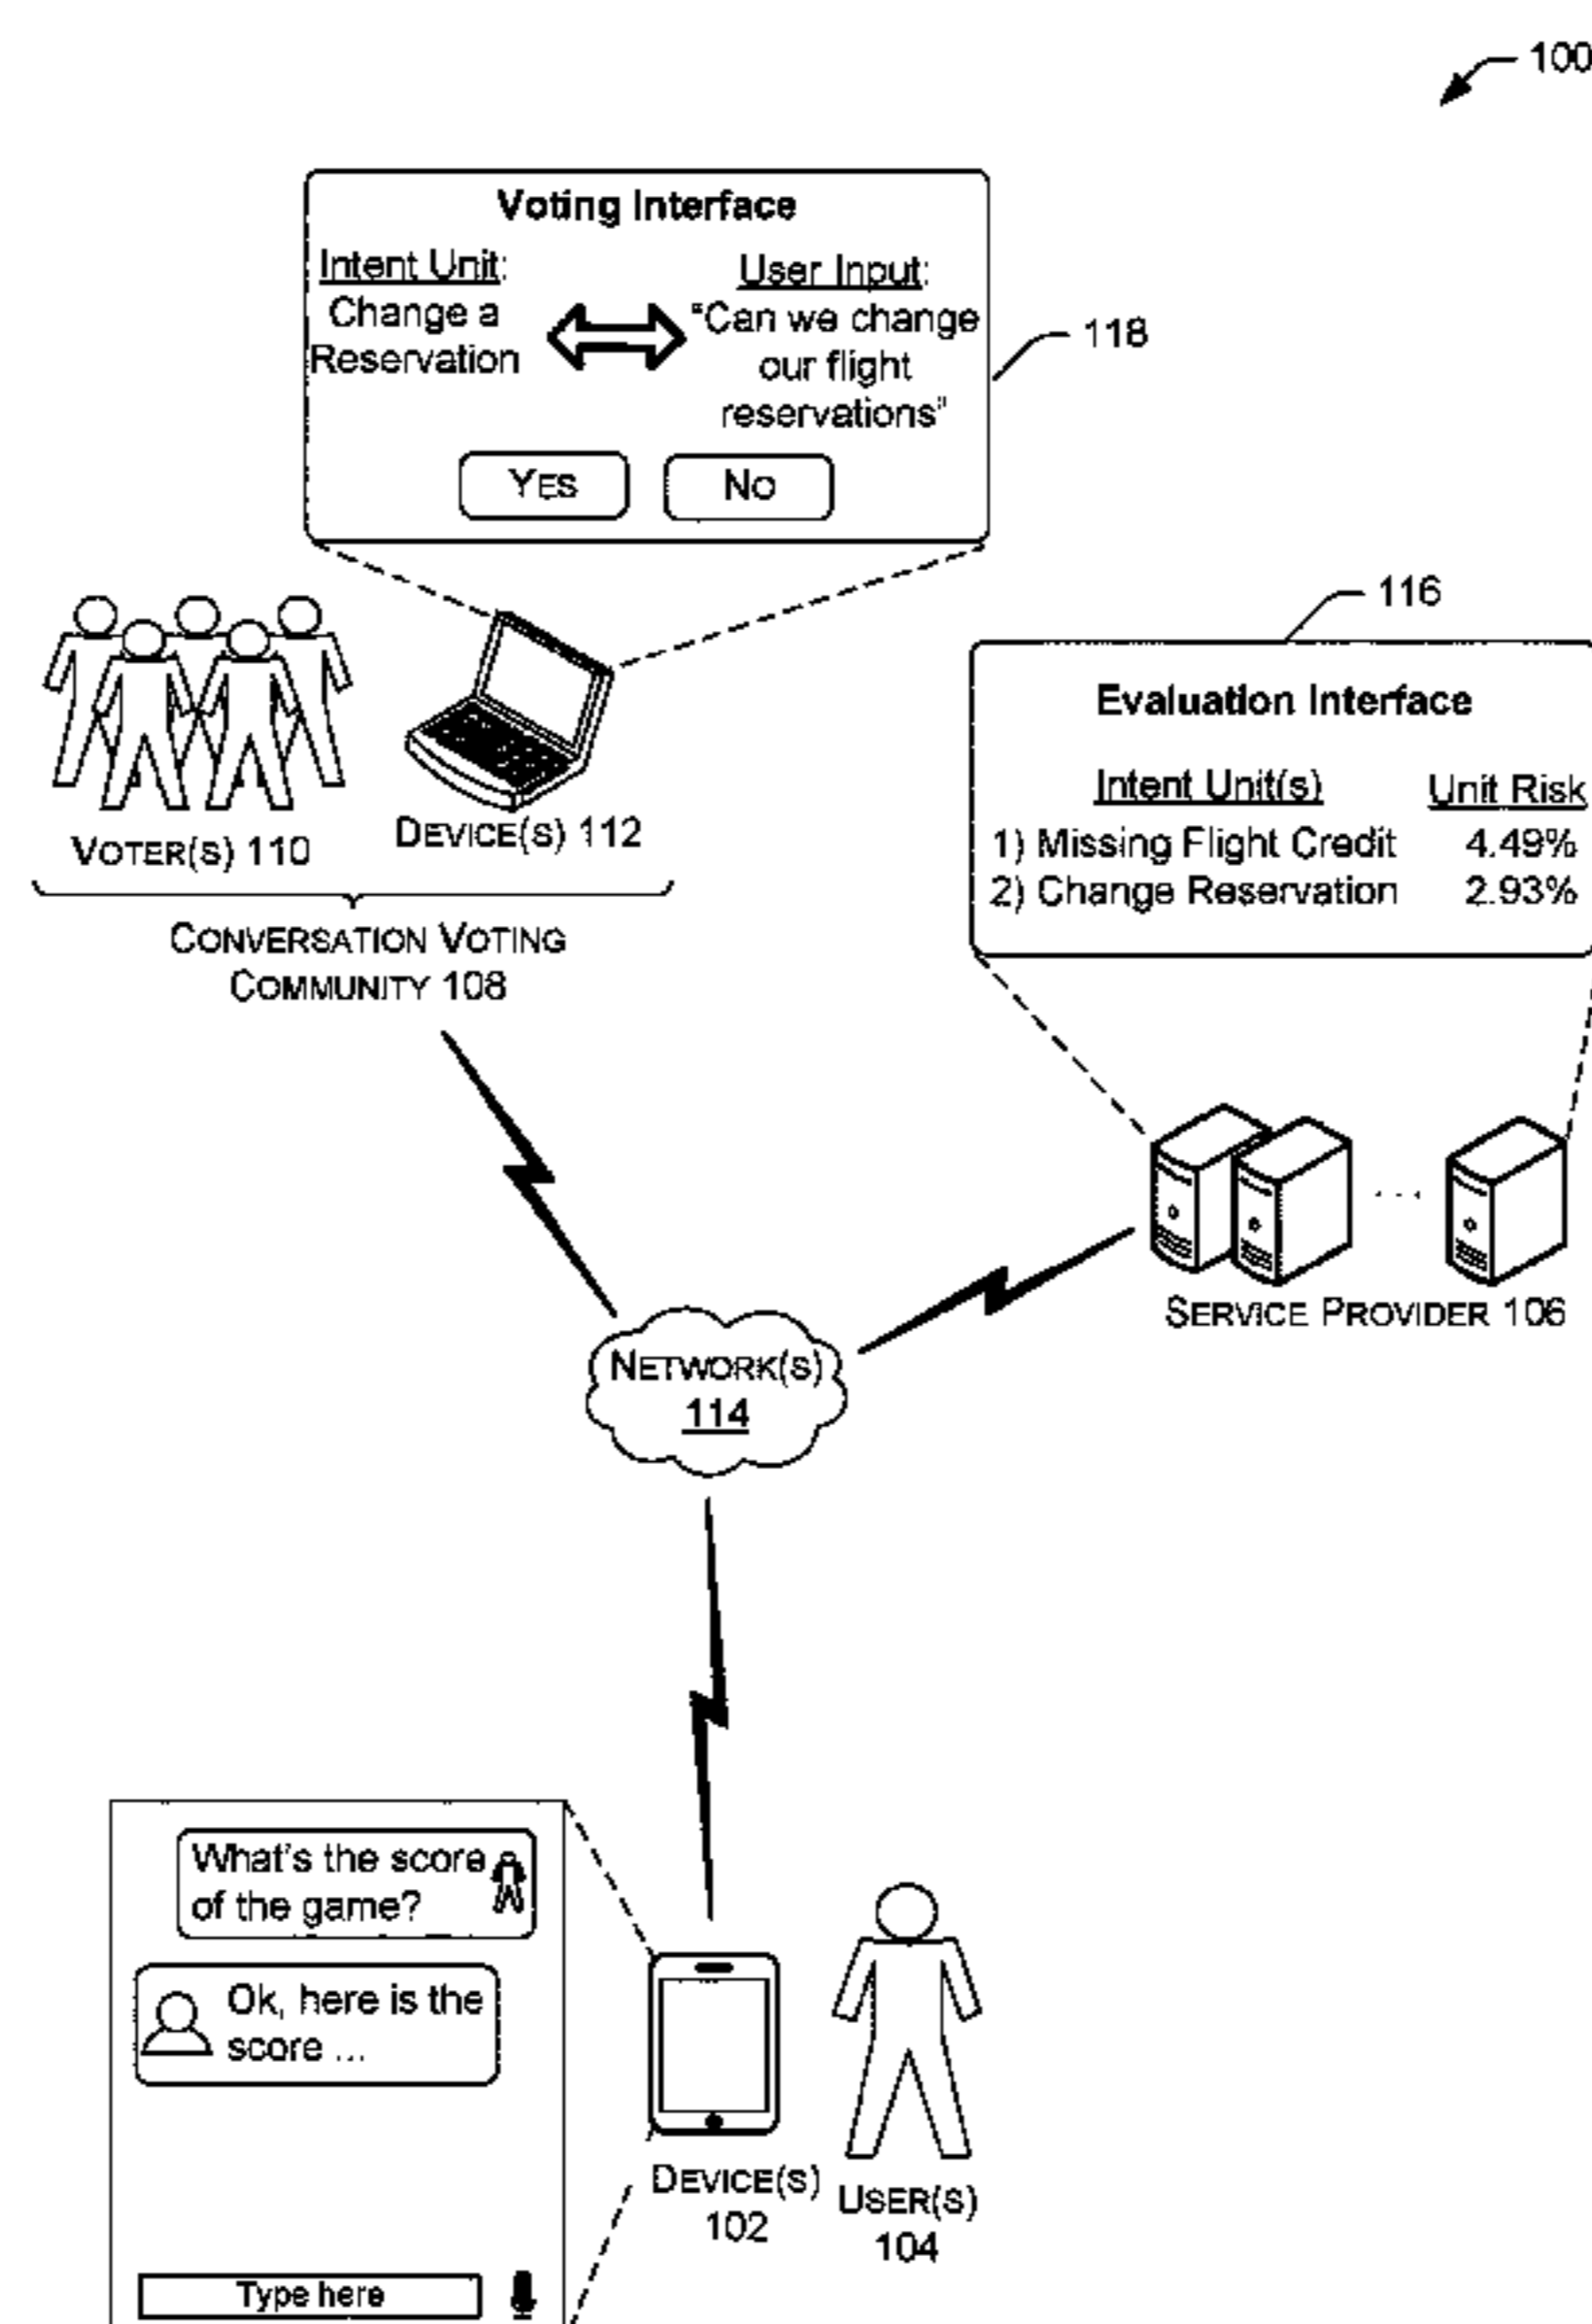 100
Voting Interface
Intent Unit:
Change a
Reservation
User Input:
"Can we change
our flight
reservations"
YES
NO
118
116
Evaluation Interface
Intent Unit(s) Unit Risk
1) Missing Flight Credit 4.49%
2) Change Reservation 2.93%
VOTER(S) 110
DEVICE(S) 112
CONVERSATION VOTING
COMMUNITY 108
SERVICE PROVIDER 106
NETWORK(S)
114
What's the score
of the game?
Ok, here is the
score ...
Type here
DEVICE(S)
102
USER(S)
104